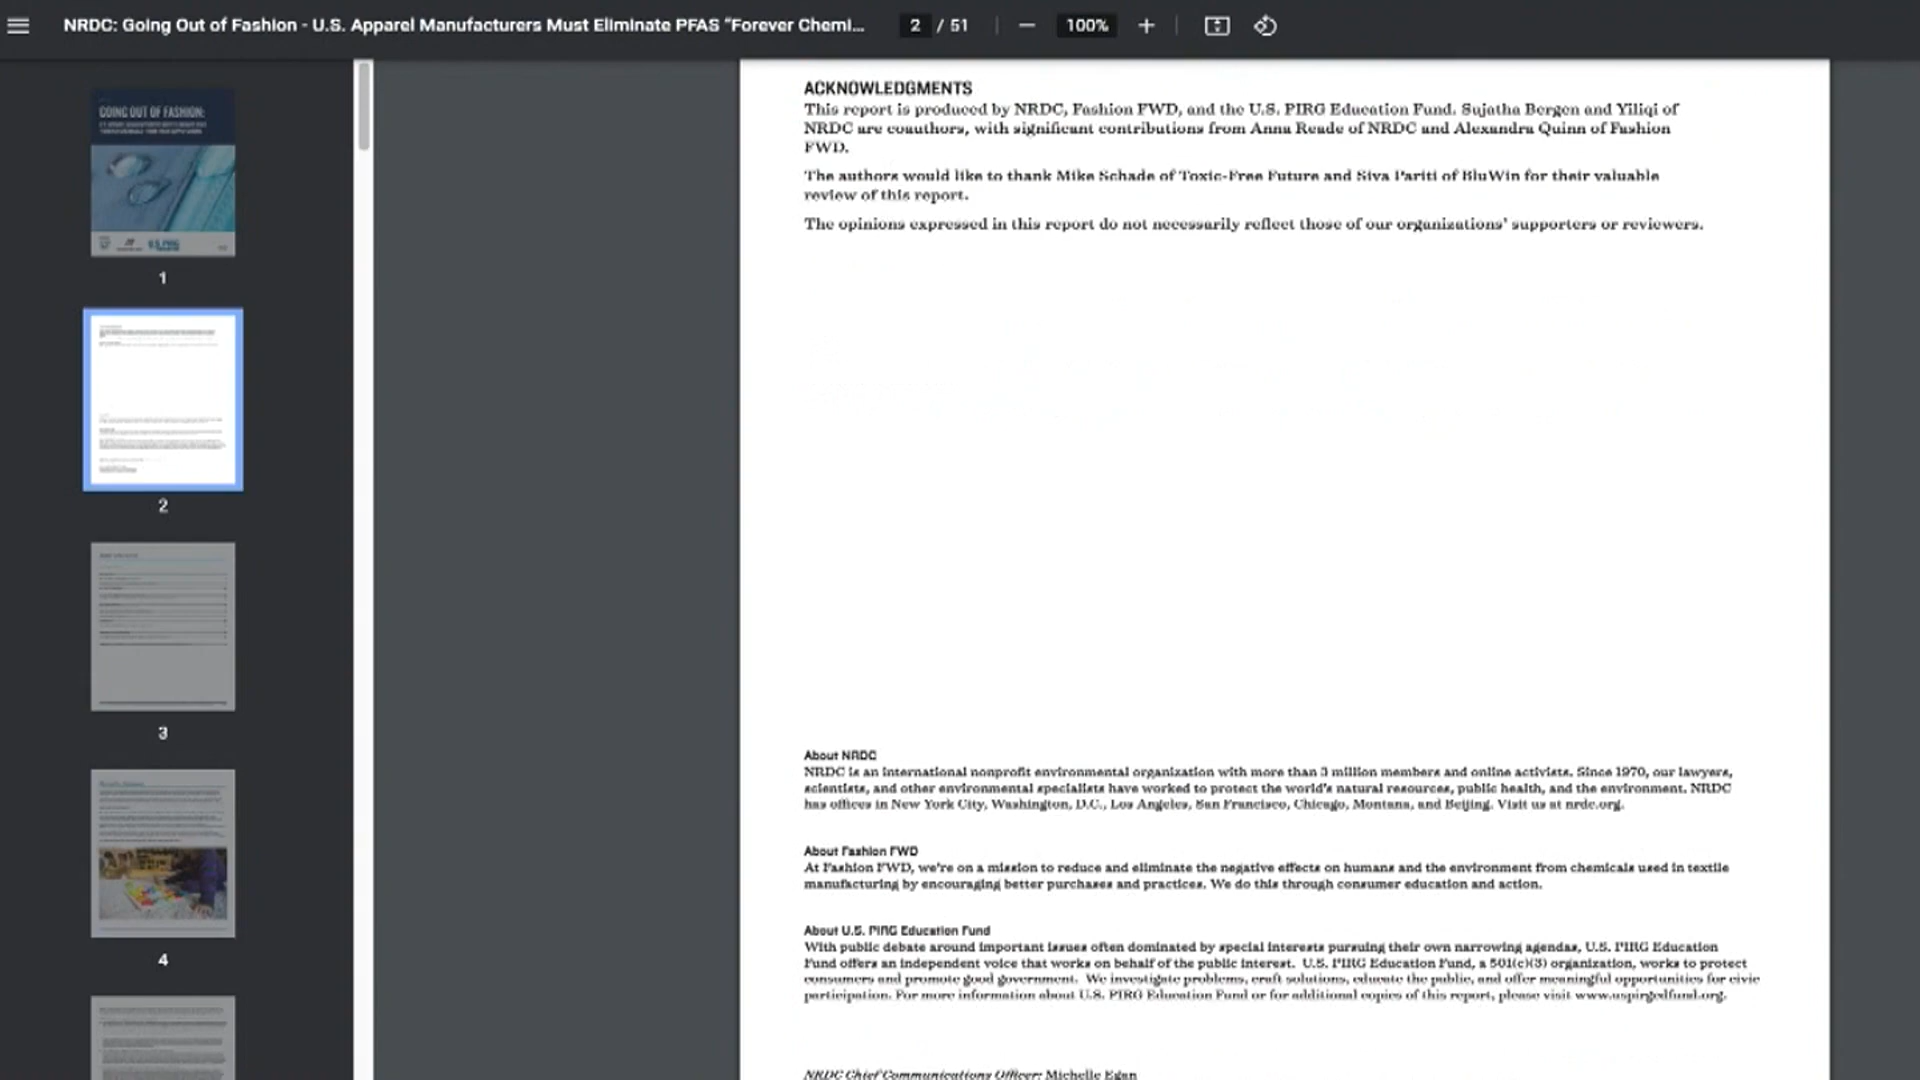 NRDC: Going Out of Fashion - U.S. Apparel Manufacturers Must Eliminate PFAS “Forever Chemi...
2 / 51
100%
GOING OUT OF FASHION:
U.S. PIRG
1
2
3
4
ACKNOWLEDGMENTS
This report is produced by NRDC, Fashion FWD, and the U.S. PIRG Education Fund. Sujatha Bergen and Yiliqi of
NRDC are coauthors, with significant contributions from Anna Reade of NRDC and Alexandra Quinn of Fashion
FWD.
The authors would like to thank Mike Schade of Toxic-Free Future and Siva Pariti of BluWin for their valuable
review of this report.
The opinions expressed in this report do not necessarily reflect those of our organizations’ supporters or reviewers.
About NRDC
NRDC is an international nonprofit environmental organization with more than 3 million members and online activists. Since 1970, our lawyers,
scientists, and other environmental specialists have worked to protect the world’s natural resources, public health, and the environment. NRDC
has offices in New York City, Washington, D.C., Los Angeles, San Francisco, Chicago, Montana, and Beijing. Visit us at nrdc.org.
About Fashion FWD
At Fashion FWD, we’re on a mission to reduce and eliminate the negative effects on humans and the environment from chemicals used in textile
manufacturing by encouraging better purchases and practices. We do this through consumer education and action.
About U.S. PIRG Education Fund
With public debate around important issues often dominated by special interests pursuing their own narrowing agendas, U.S. PIRG Education
Fund offers an independent voice that works on behalf of the public interest. U.S. PIRG Education Fund, a 501(c)(3) organization, works to protect
consumers and promote good government. We investigate problems, craft solutions, educate the public, and offer meaningful opportunities for civic
participation. For more information about U.S. PIRG Education Fund or for additional copies of this report, please visit www.uspirgedfund.org.
NRDC Chief Communications Officer: Michelle Egan